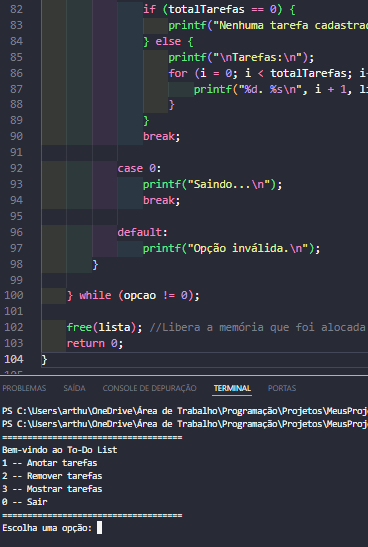 82 if (totalTarefas == 0) {
83 printf("Nenhuma tarefa cadastrad
84 } else {
85 printf("\nTarefas:\n");
86 for (i = 0; i < totalTarefas; i+
87 printf("%d. %s\n", i + 1, li
88 }
89 }
90 break;
91
92 case 0:
93 printf("Saindo...\n");
94 break;
95
96 default:
97 printf("Opção inválida.\n");
98 }
99
100 } while (opcao != 0);
101
102 free(lista); //Libera a memória que foi alocada
103 return 0;
104 }
PROBLEMAS SAÍDA CONSOLE DE DEPURAÇÃO TERMINAL PORTAS
PS C:\Users\arthu\OneDrive\Área de Trabalho\Programação\Projetos\MeusProj
PS C:\Users\arthu\OneDrive\Área de Trabalho\Programação\Projetos\MeusProj
===================================
Bem-vindo ao To-Do List
1 -- Anotar tarefas
2 -- Remover tarefas
3 -- Mostrar tarefas
0 -- Sair
===================================
Escolha uma opção: